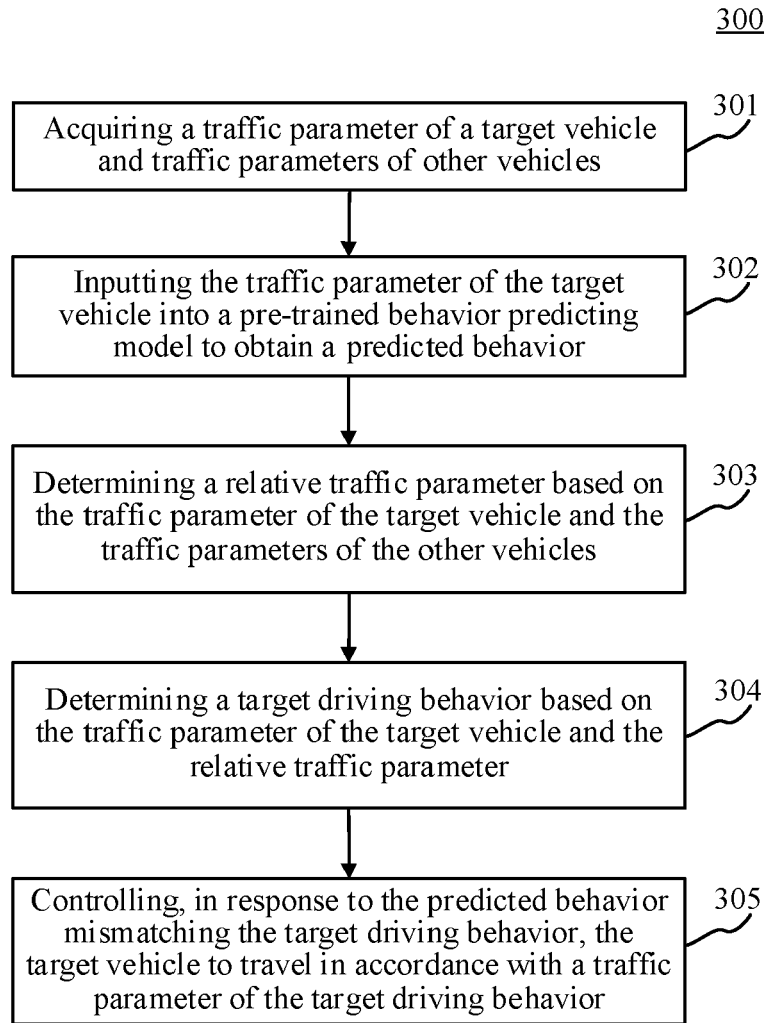 300
301
Acquiring a traffic parameter of a target vehicle
and traffic parameters of other vehicles
302
Inputting the traffic parameter of the target
vehicle into a pre-trained behavior predicting
model to obtain a predicted behavior
303
Determining a relative traffic parameter based on
the traffic parameter of the target vehicle and the
traffic parameters of the other vehicles
304
Determining a target driving behavior based on
the traffic parameter of the target vehicle and the
relative traffic parameter
305
Controlling, in response to the predicted behavior
mismatching the target driving behavior, the
target vehicle to travel in accordance with a traffic
parameter of the target driving behavior